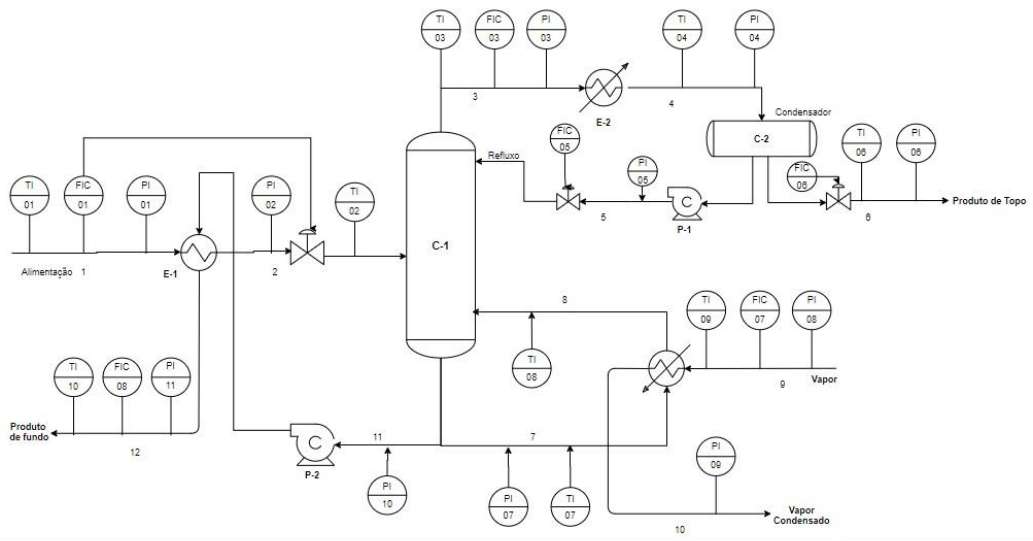 TI
03
FIC
03
PI
03
TI
04
PI
04
3
E-2
4
Condensador
C-2
FIC
05
Refluxo
PI
05
FIC
06
TI
06
PI
06
C
P-1
5
6
Produto de Topo
TI
01
FIC
01
PI
01
PI
02
TI
02
C-1
Alimentação 1
E-1
2
8
TI
09
FIC
07
PI
08
TI
08
9
Vapor
TI
10
FIC
08
PI
11
Produto
de fundo
12
C
P-2
11
7
PI
10
PI
07
TI
07
PI
09
Vapor
Condensado
10